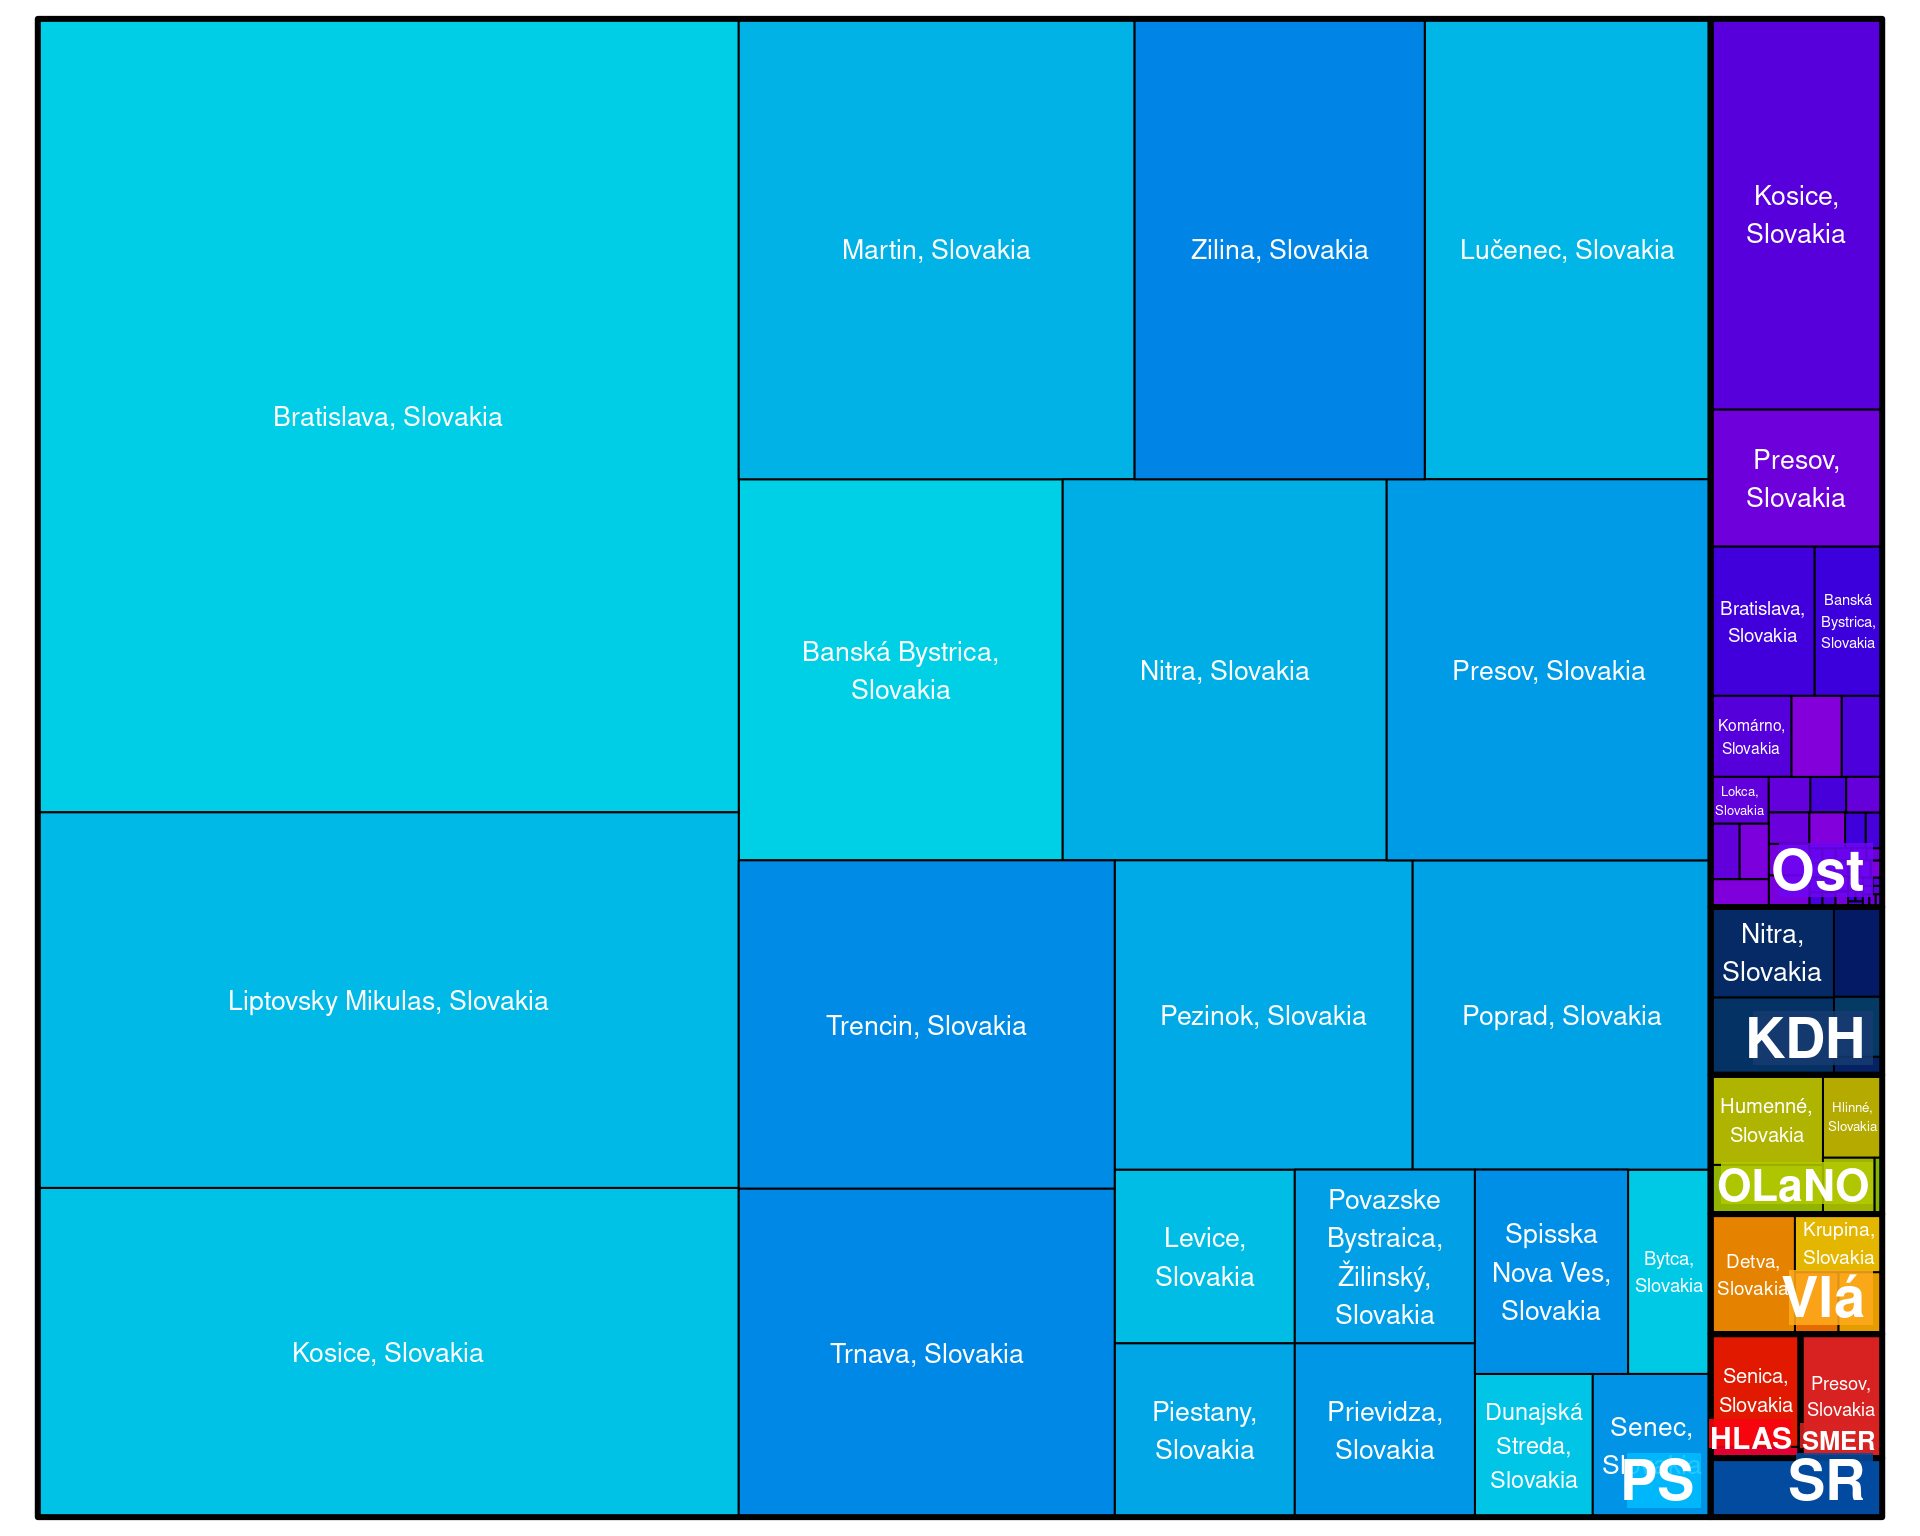 Bratislava, Slovakia
Liptovsky Mikulas, Slovakia
Kosice, Slovakia
Martin, Slovakia
Zilina, Slovakia
Lučenec, Slovakia
Banská Bystrica,
Slovakia
Nitra, Slovakia
Presov, Slovakia
Trencin, Slovakia
Pezinok, Slovakia
Poprad, Slovakia
Trnava, Slovakia
Levice,
Slovakia
Povazske
Bystraica,
Žilinský,
Slovakia
Spisska
Nova Ves,
Slovakia
Bytca,
Slovakia
Piestany,
Slovakia
Prievidza,
Slovakia
Dunajská
Streda,
Slovakia
Senec,
Slovakia
PS
Kosice,
Slovakia
Presov,
Slovakia
Bratislava,
Slovakia
Banská
Bystrica,
Slovakia
Komárno,
Slovakia
Lokca,
Slovakia
Ost
Nitra,
Slovakia
KDH
Humenné,
Slovakia
Hlinné,
Slovakia
OLaNO
Detva,
Slovakia
Krupina,
Slovakia
Vlá
Senica,
Slovakia
HLAS
Presov,
Slovakia
SMER
SR